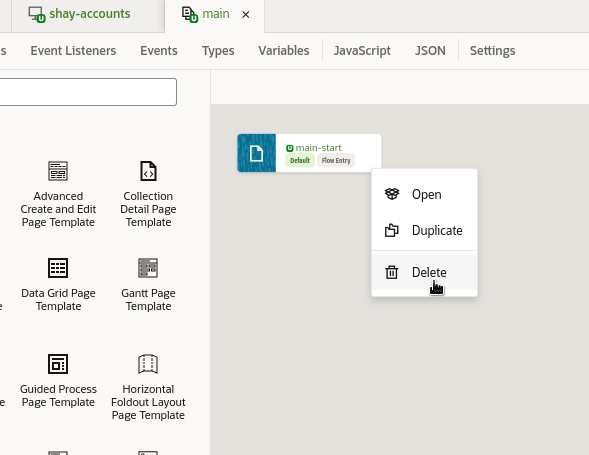 shay-accounts
main
s
Event Listeners
Events
Types
Variables
JavaScript
JSON
Settings
U main-start
Default
Flow Entry
Open
Duplicate
Delete
Advanced
Create and Edit
Page Template
Collection
Detail Page
Template
Data Grid Page
Template
Gantt Page
Template
e
Guided Process
Page Template
Horizontal
Foldout Layout
Page Template
e